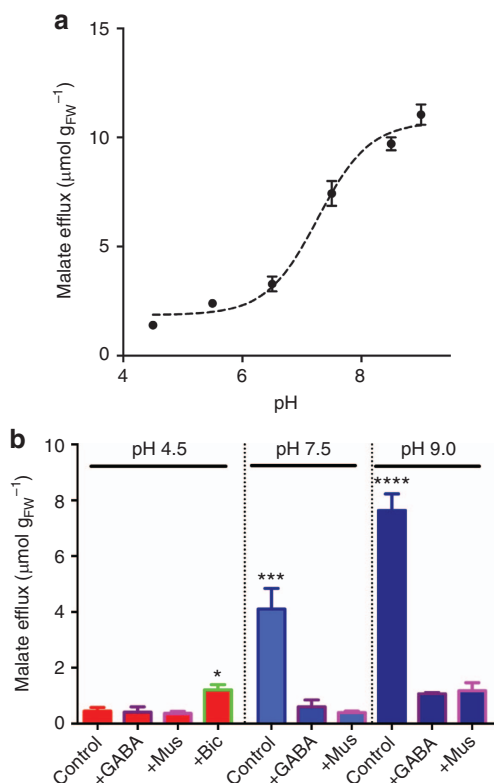 a
15
10
5
0
Malate efflux (μmol g_FW⁻¹)
4
6
8
pH
b
pH 4.5
pH 7.5
pH 9.0
10
8
6
4
2
0
Malate efflux (μmol g_FW⁻¹)
*
***
****
Control
+GABA
+Mus
+Bic
Control
+GABA
+Mus
Control
+GABA
+Mus